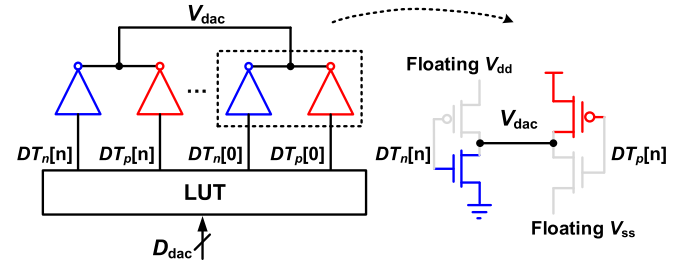 V_dac
...
DT_n[n] DT_p[n] DT_n[0] DT_p[0]
LUT
D_dac
Floating V_dd
V_dac
DT_n[n] DT_p[n]
Floating V_ss